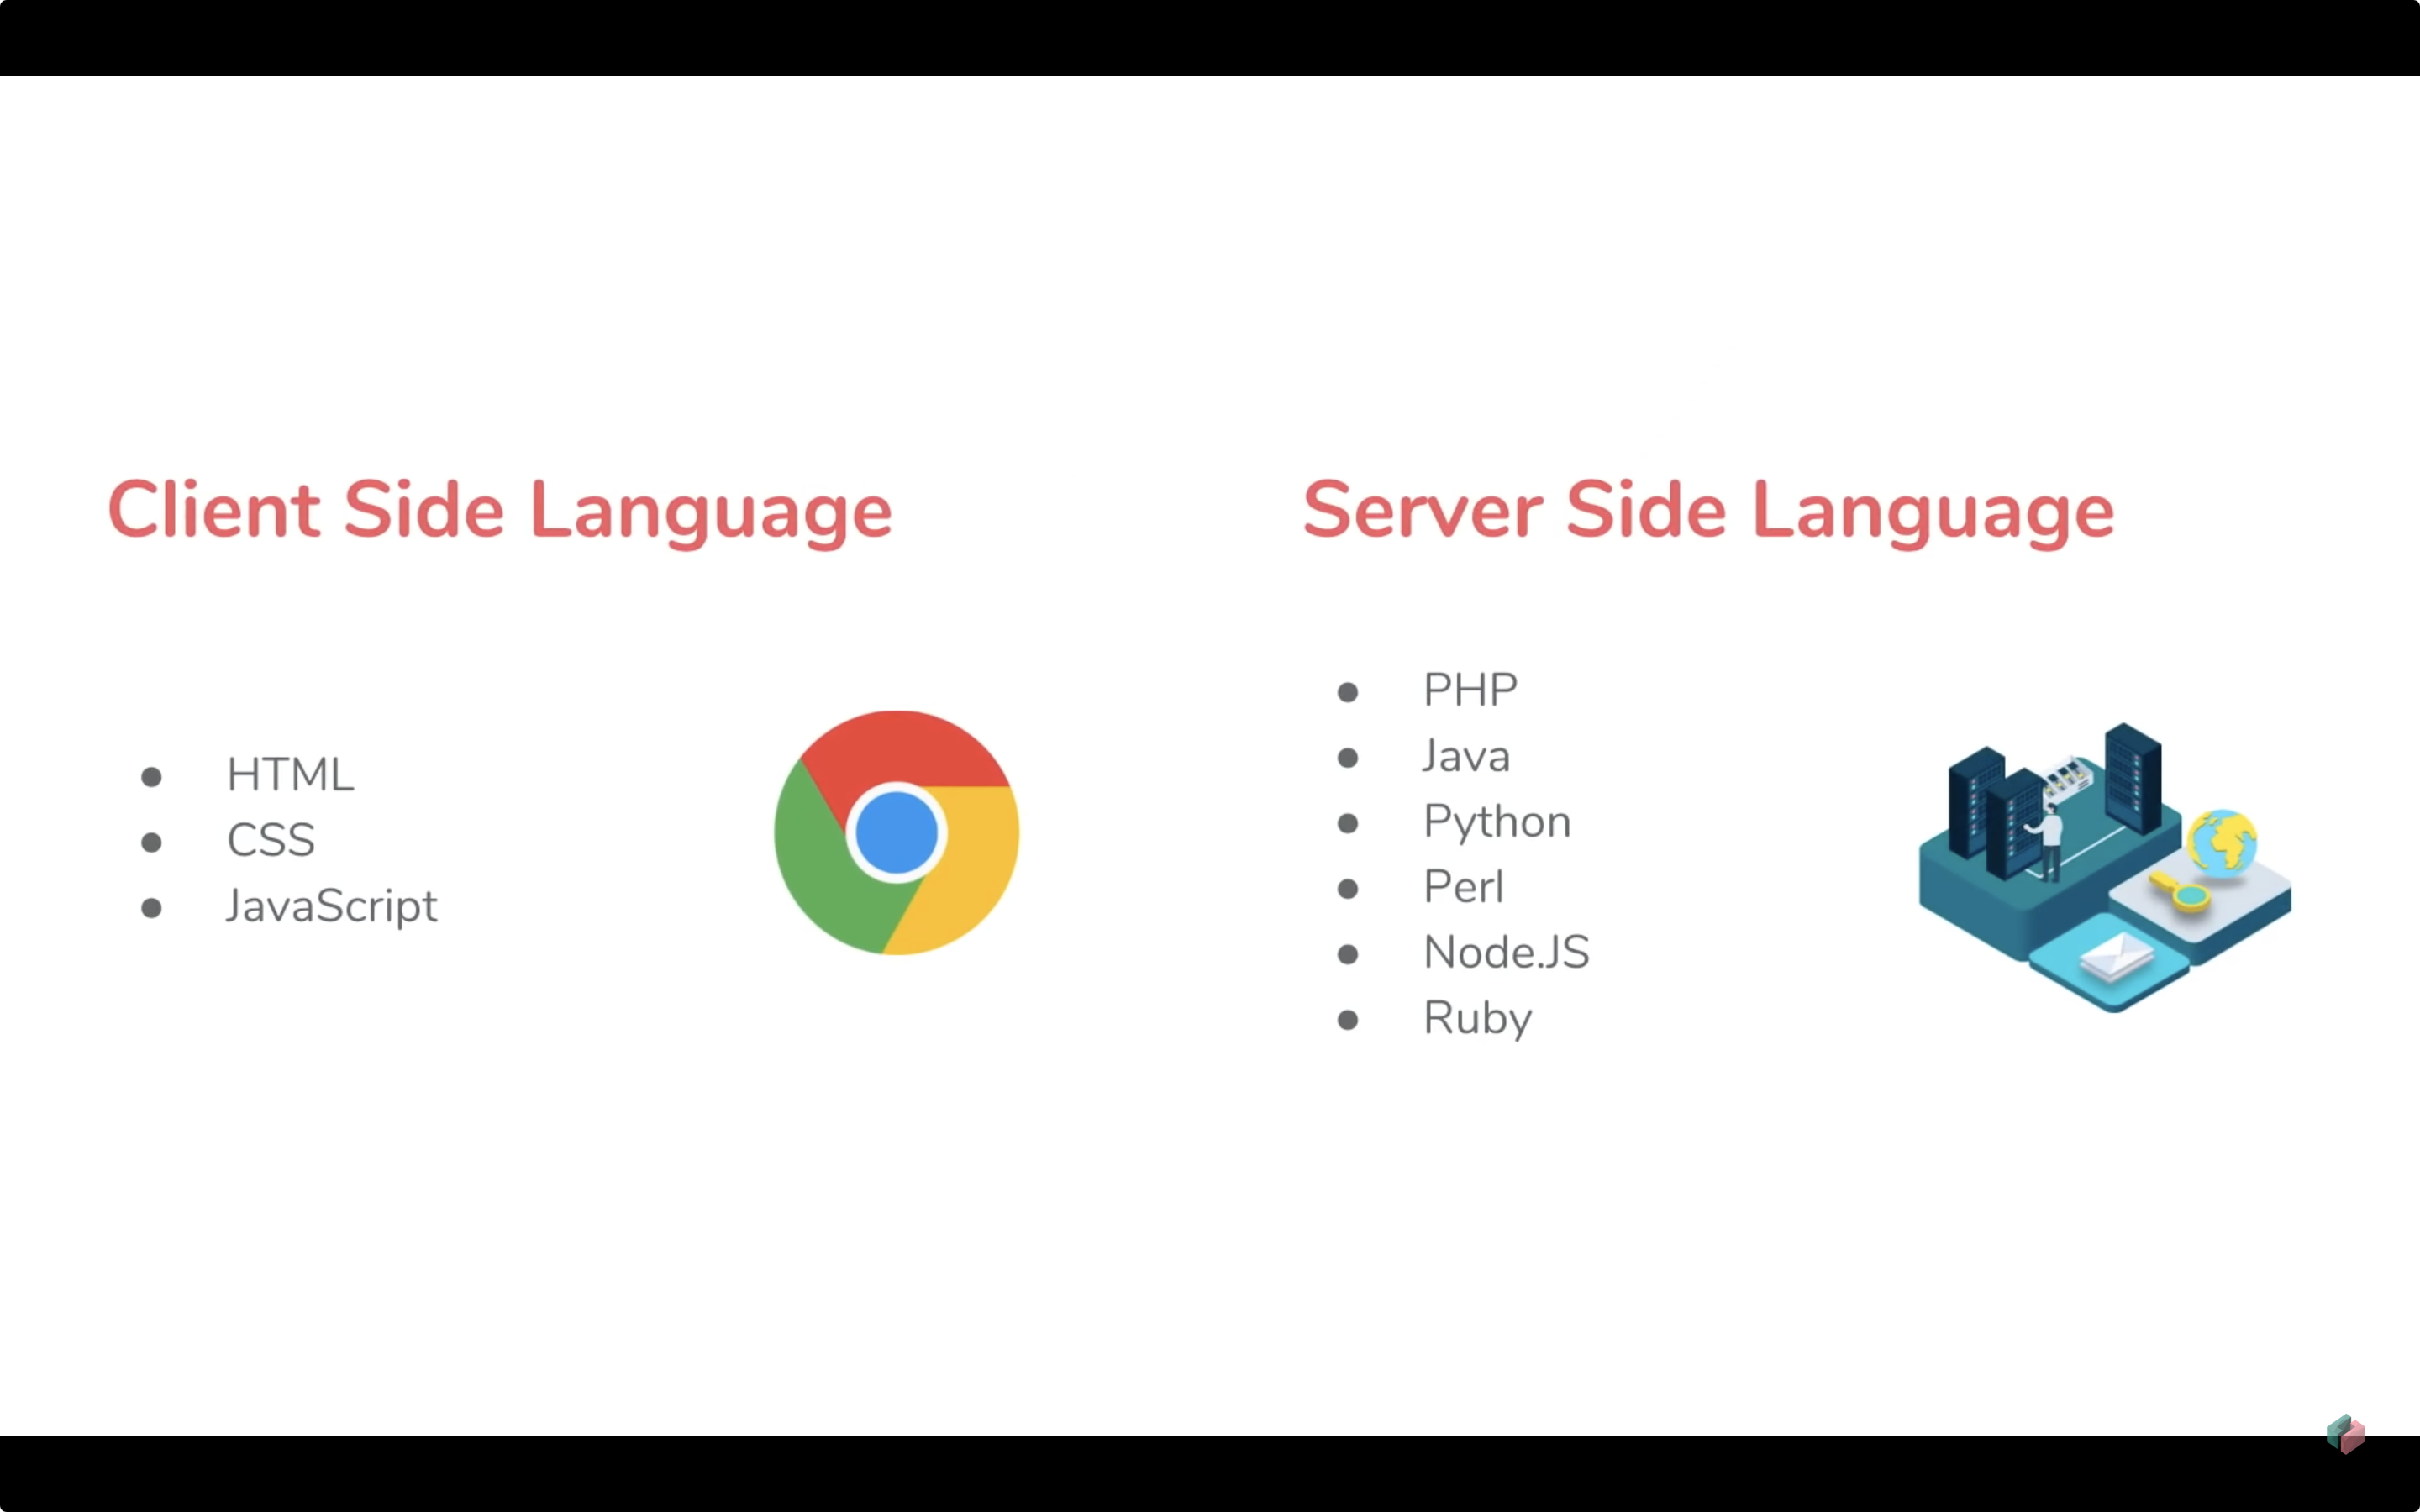 Client Side Language
HTML
CSS
JavaScript
Server Side Language
PHP
Java
Python
Perl
Node.JS
Ruby